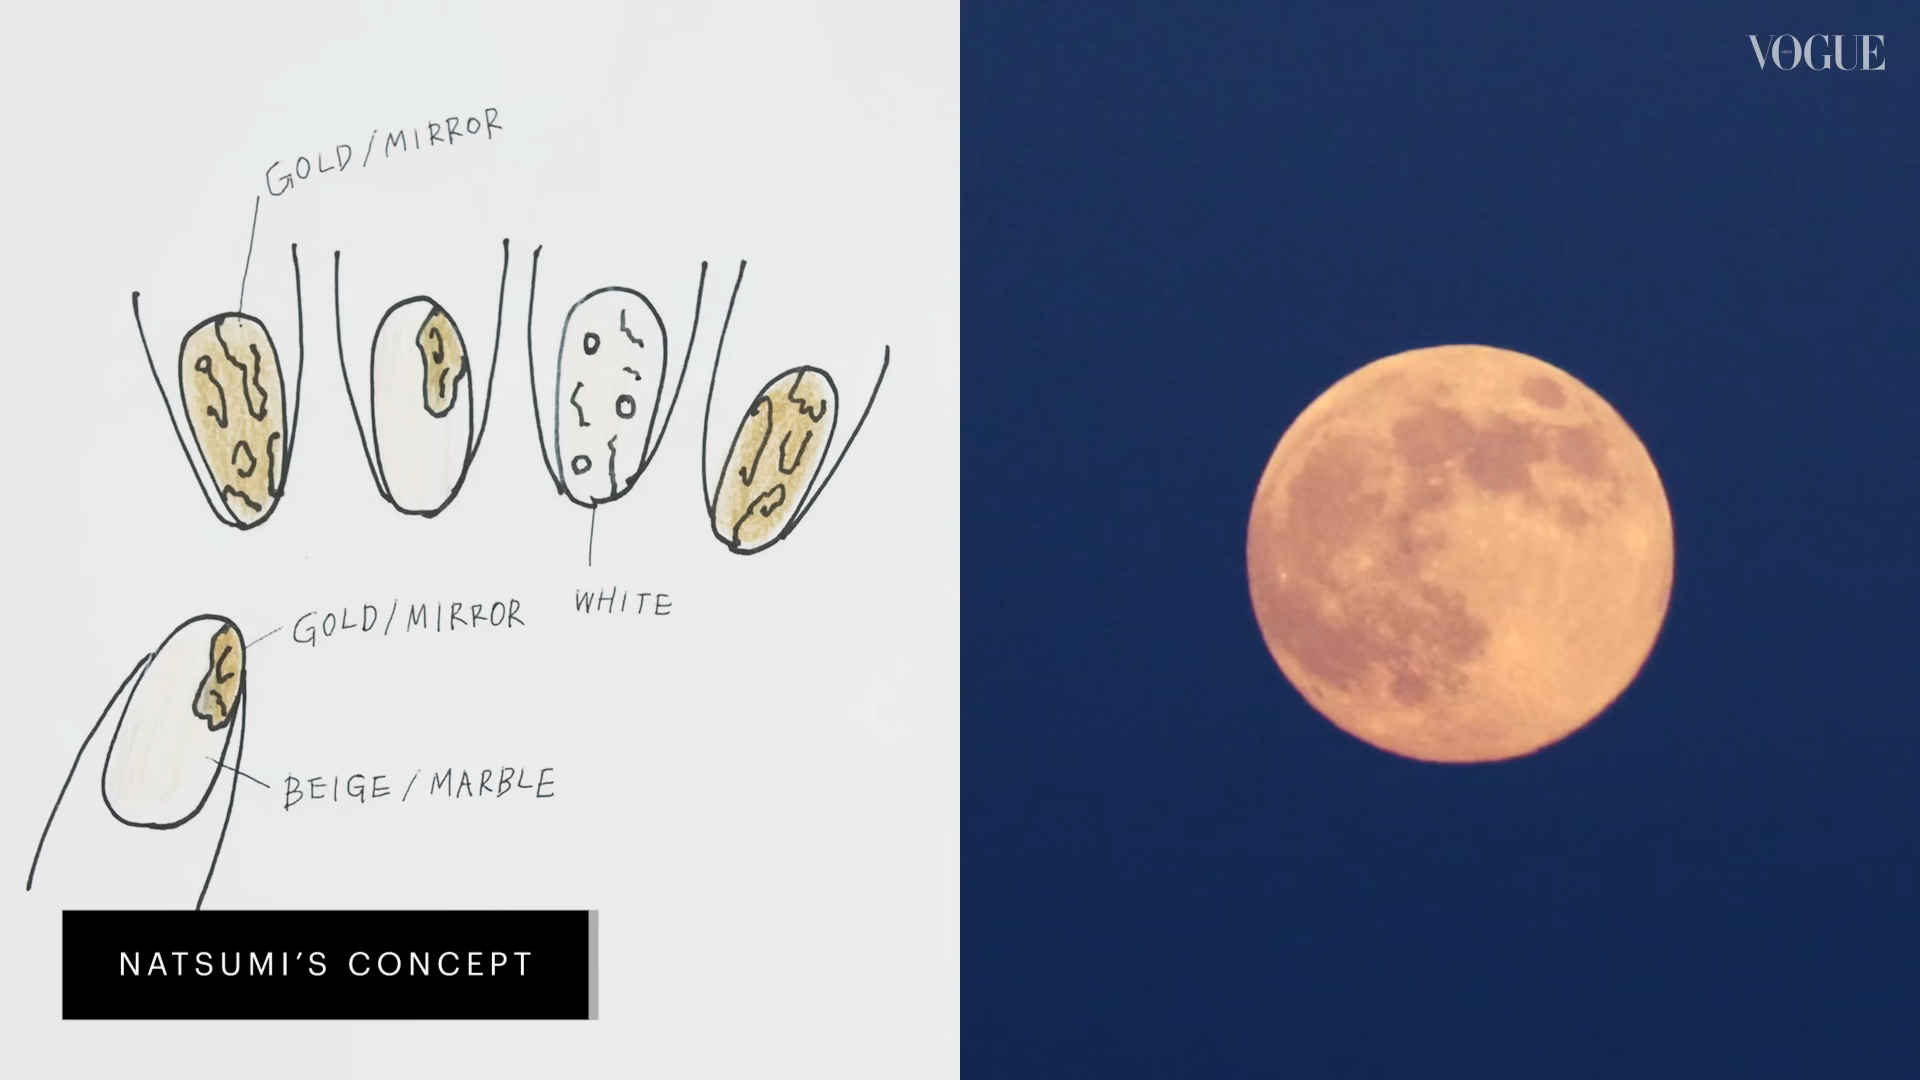 VOGUE
GOLD/MIRROR
WHITE
GOLD/MIRROR
BEIGE/MARBLE
NATSUMI'S CONCEPT